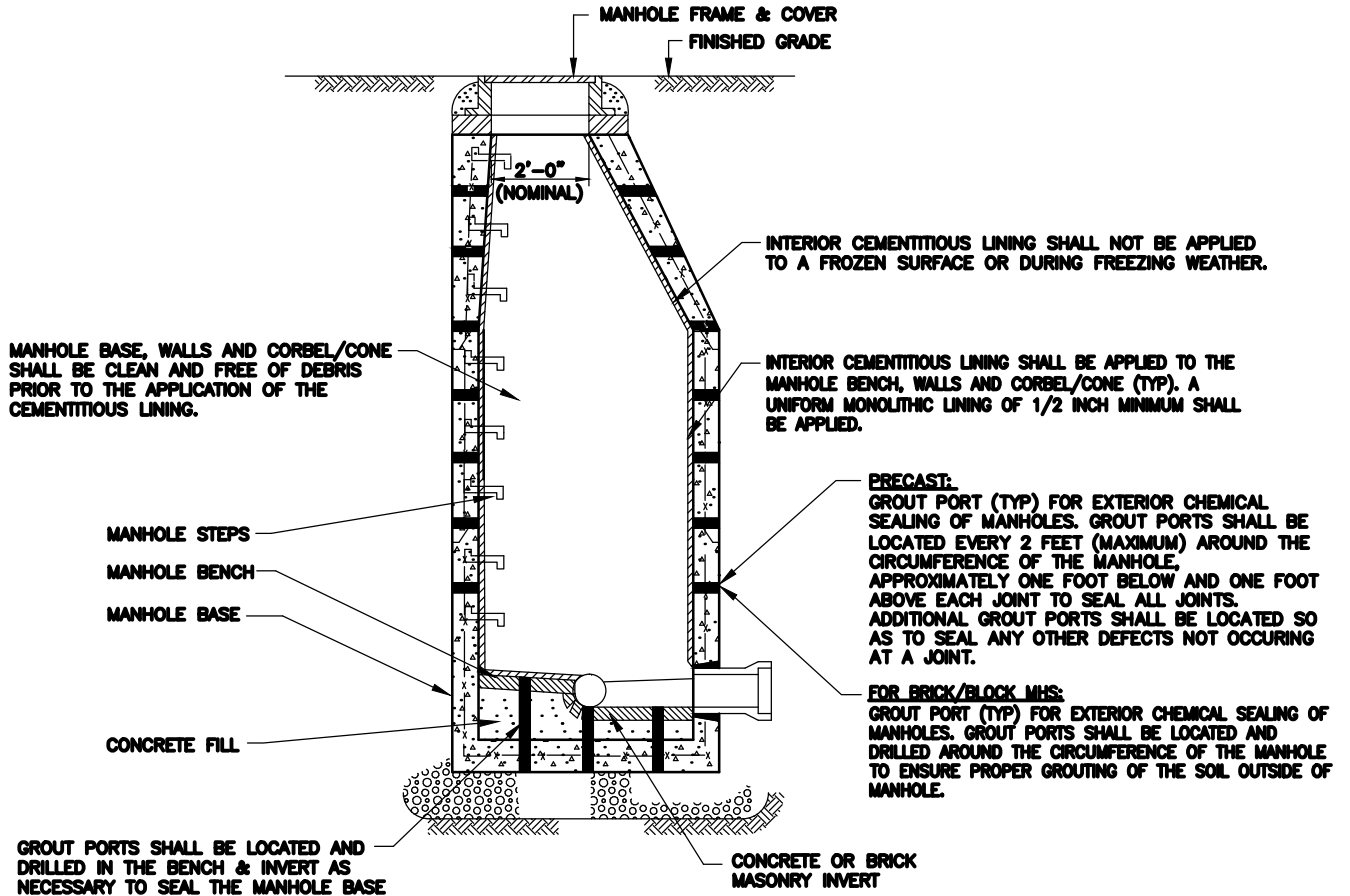 MANHOLE FRAME & COVER
FINISHED GRADE
2'-0"
(NOMINAL)
INTERIOR CEMENTITIOUS LINING SHALL NOT BE APPLIED
TO A FROZEN SURFACE OR DURING FREEZING WEATHER.
MANHOLE BASE, WALLS AND CORBEL/CONE
SHALL BE CLEAN AND FREE OF DEBRIS
PRIOR TO THE APPLICATION OF THE
CEMENTITIOUS LINING.
INTERIOR CEMENTITIOUS LINING SHALL BE APPLIED TO THE
MANHOLE BENCH, WALLS AND CORBEL/CONE (TYP). A
UNIFORM MONOLITHIC LINING OF 1/2 INCH MINIMUM SHALL
BE APPLIED.
PRECAST:
GROUT PORT (TYP) FOR EXTERIOR CHEMICAL
SEALING OF MANHOLES. GROUT PORTS SHALL BE
LOCATED EVERY 2 FEET (MAXIMUM) AROUND THE
CIRCUMFERENCE OF THE MANHOLE,
APPROXIMATELY ONE FOOT BELOW AND ONE FOOT
ABOVE EACH JOINT TO SEAL ALL JOINTS.
ADDITIONAL GROUT PORTS SHALL BE LOCATED SO
AS TO SEAL ANY OTHER DEFECTS NOT OCCURING
AT A JOINT.
MANHOLE STEPS
MANHOLE BENCH
MANHOLE BASE
CONCRETE FILL
FOR BRICK/BLOCK MHS:
GROUT PORT (TYP) FOR EXTERIOR CHEMICAL SEALING OF
MANHOLES. GROUT PORTS SHALL BE LOCATED AND
DRILLED AROUND THE CIRCUMFERENCE OF THE MANHOLE
TO ENSURE PROPER GROUTING OF THE SOIL OUTSIDE OF
MANHOLE.
GROUT PORTS SHALL BE LOCATED AND
DRILLED IN THE BENCH & INVERT AS
NECESSARY TO SEAL THE MANHOLE BASE
CONCRETE OR BRICK
MASONRY INVERT